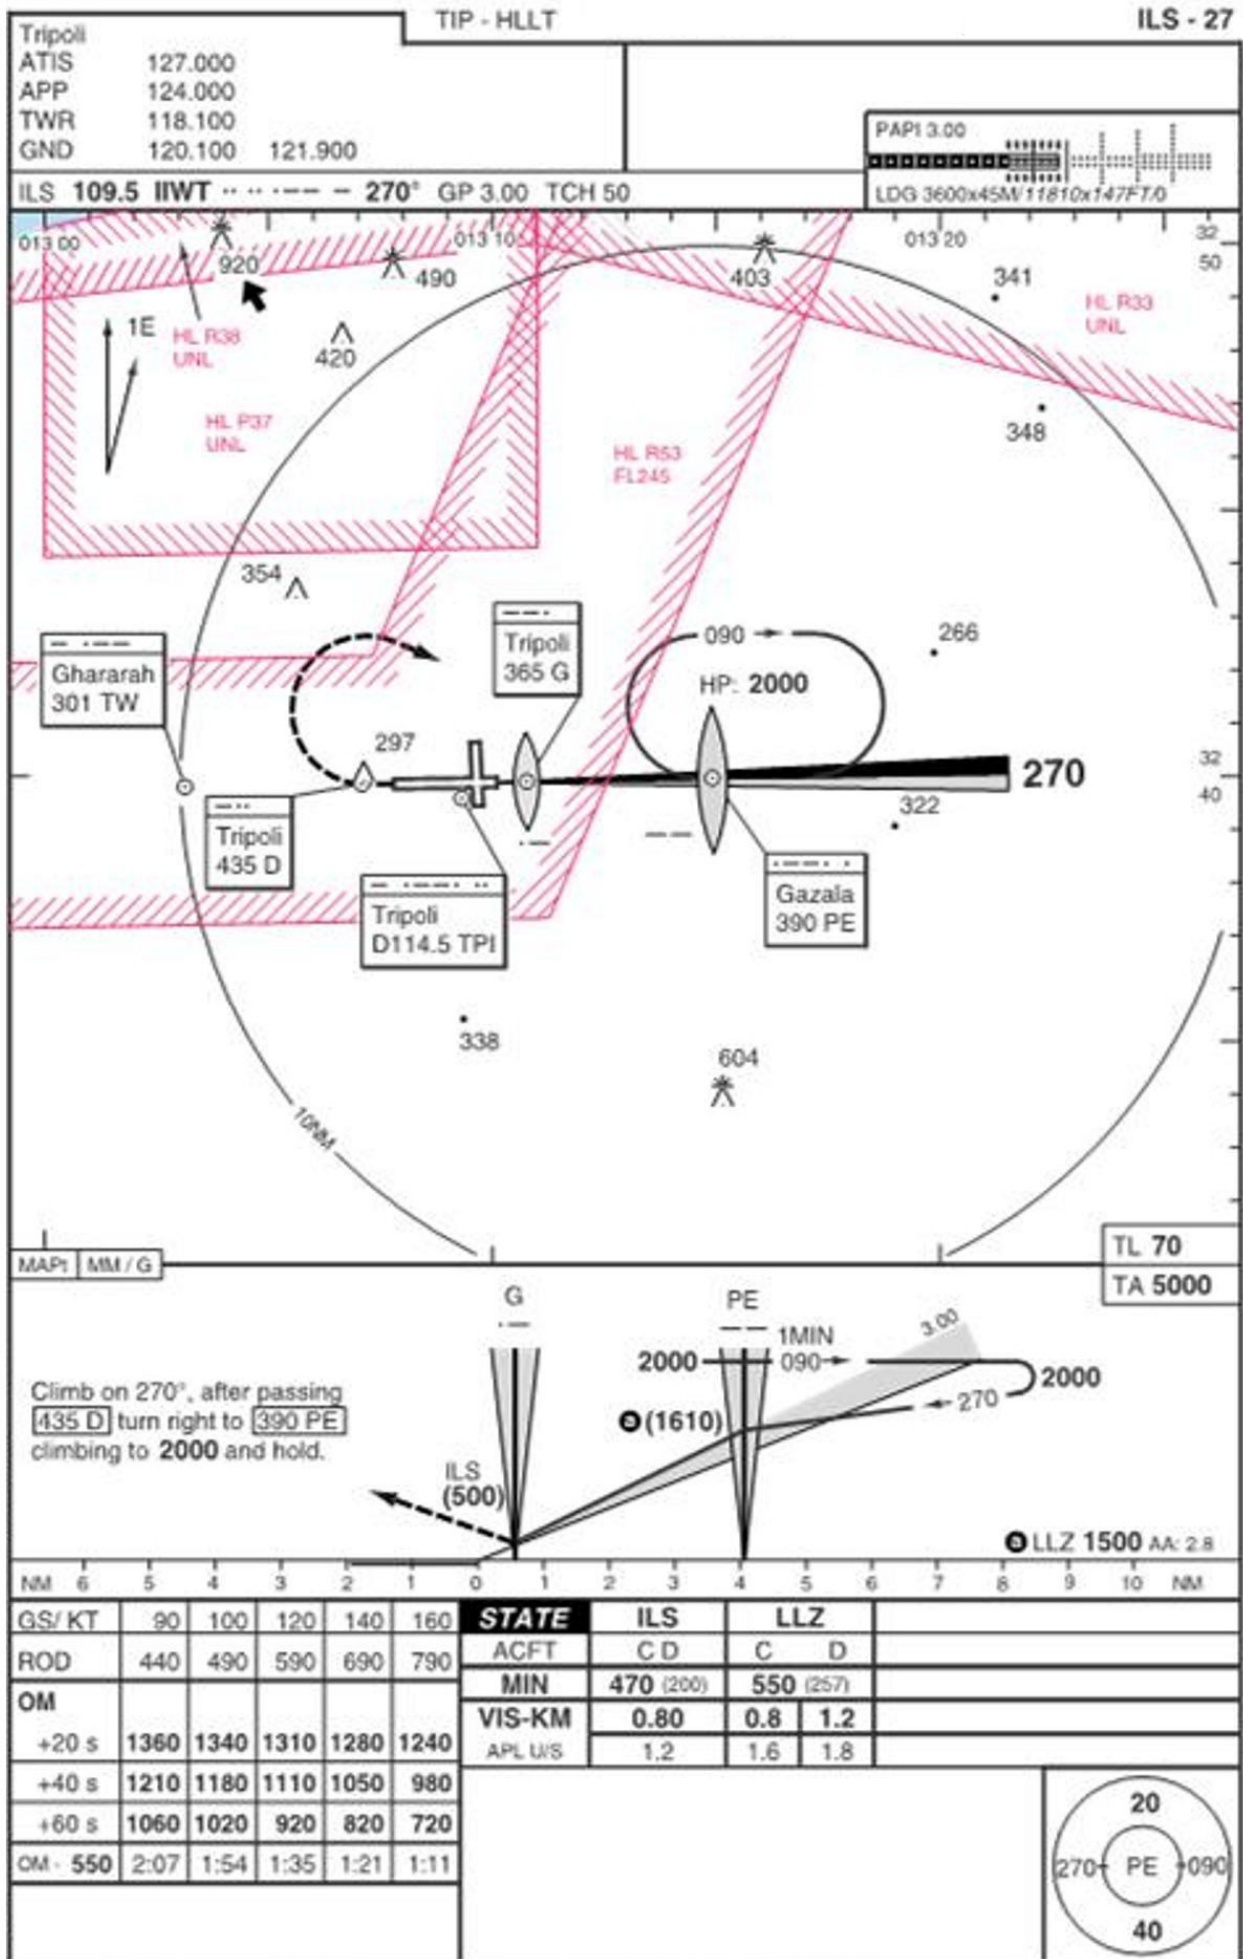 TIP - HLLT
ILS - 27
Tripoli
ATIS 127.000
APP 124.000
TWR 118.100
GND 120.100 121.900
PAPI 3.00
LDG 3600x45M/11810x147FT/0
ILS 109.5 IIWT 270° GP 3.00 TCH 50
013 00
013 10
013 20
32
50
920
490
403
341
HL R33
UNL
1E
HL R38
UNL
420
348
HL P37
UNL
HL R53
FL245
354
Tripoli
365 G
090
266
Ghararah
301 TW
HP: 2000
297
270
32
40
322
Tripoli
435 D
Tripoli
D114.5 TPI
Gazala
390 PE
338
604
10NM
TL 70
MAPt MM / G
TA 5000
G
PE
3.00
1MIN
2000 090
2000
270
Climb on 270°, after passing
435 D turn right to 390 PE
climbing to 2000 and hold.
a (1610)
ILS
(500)
a LLZ 1500 AA: 2.8
NM 6 5 4 3 2 1 0 1 2 3 4 5 6 7 8 9 10 NM
GS/ KT 90 100 120 140 160
ROD 440 490 590 690 790
OM
+20 s 1360 1340 1310 1280 1240
+40 s 1210 1180 1110 1050 980
+60 s 1060 1020 920 820 720
OM - 550 2:07 1:54 1:35 1:21 1:11
STATE ILS LLZ
ACFT C D C D
MIN 470 (200) 550 (257)
VIS-KM 0.80 0.8 1.2
APL U/S 1.2 1.6 1.8
20
270 PE 090
40